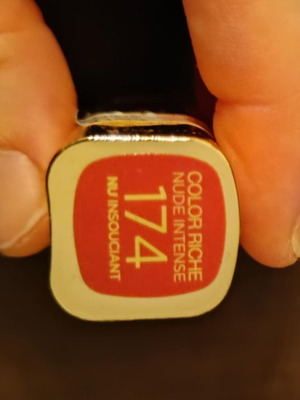 COLOR RICHE
NUDE INTENSE
174
NU INSOUCIANT